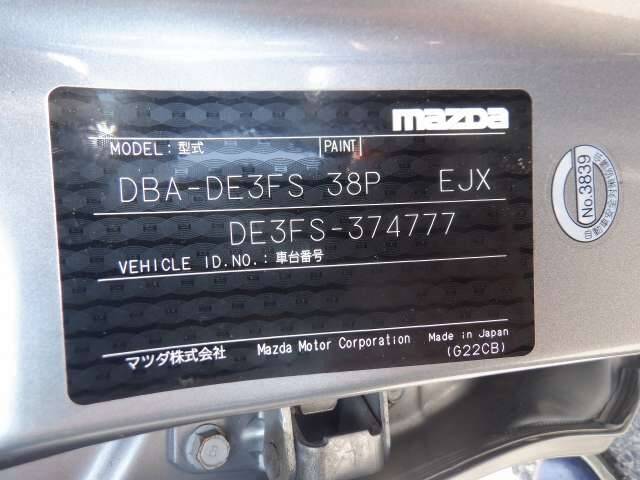 mazda
MODEL: 型式 PAINT
DBA-DE3FS 38P EJX
DE3FS-374777
VEHICLE ID.NO.: 車台番号
マツダ株式会社 Mazda Motor Corporation Made in Japan
(G22CB)
No.3839